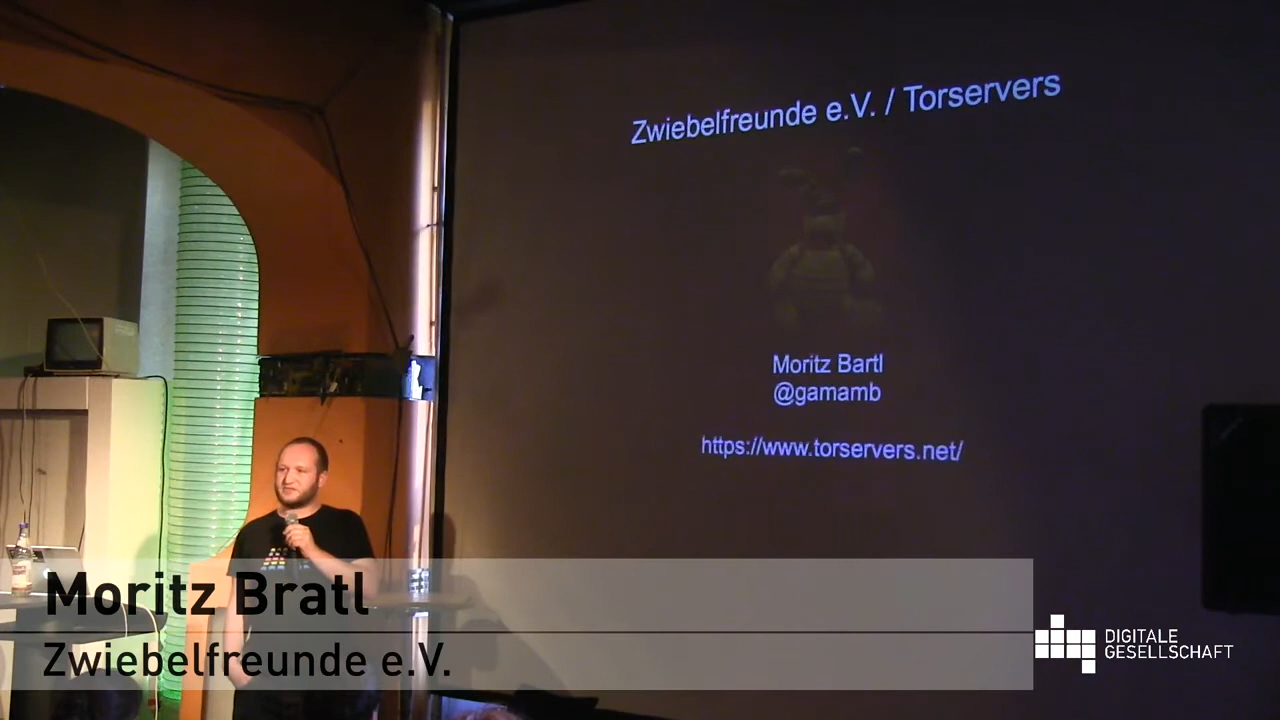 Zwiebelfreunde e.V. / Torservers
Moritz Bartl
@gamamb
https://www.torservers.net/
Moritz Bratl
Zwiebelfreunde e.V.
DIGITALE
GESELLSCHAFT